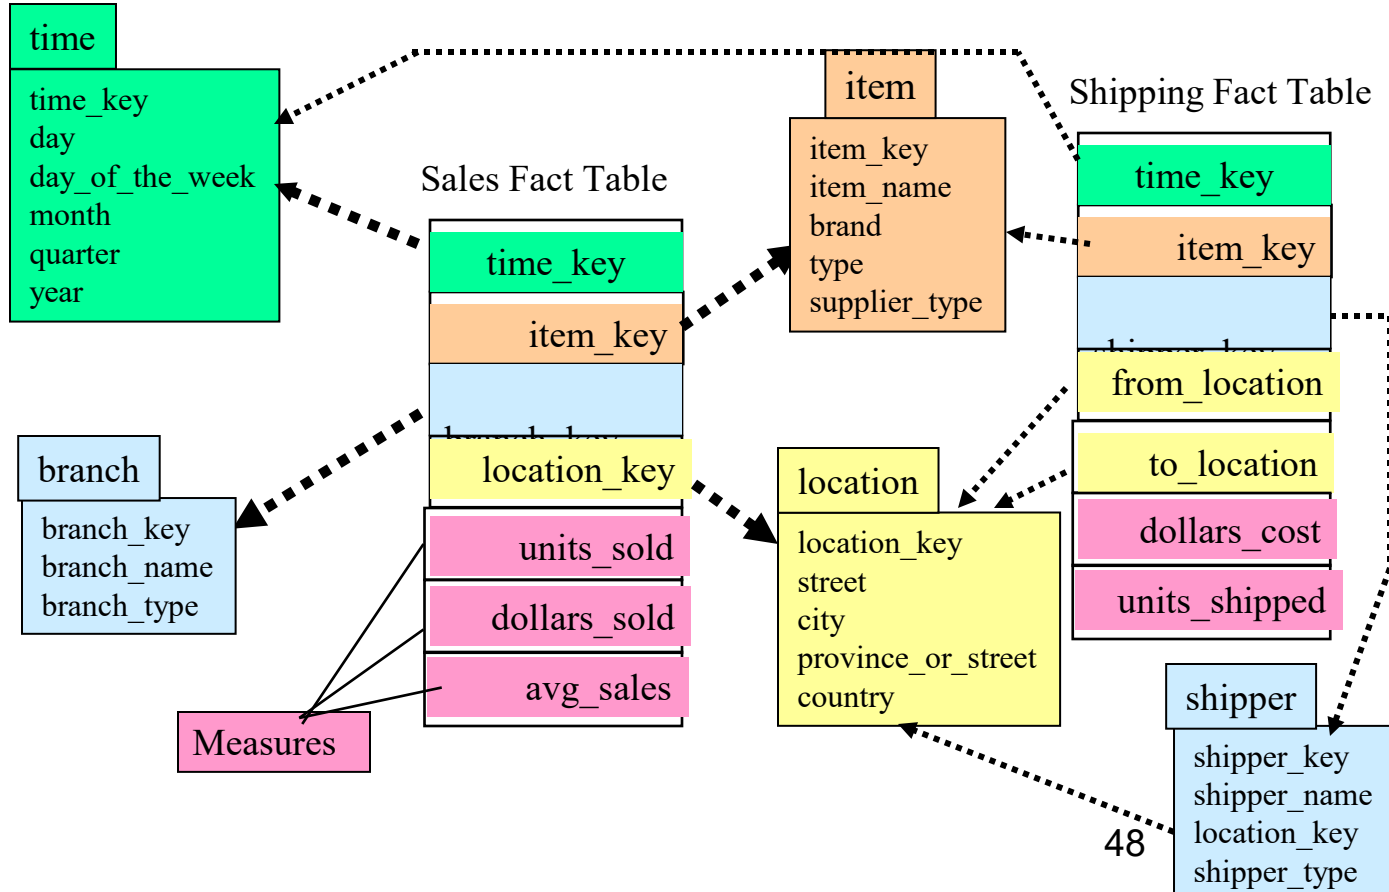 time
time_key
day
day_of_the_week
month
quarter
year
Sales Fact Table
time_key
item_key
location_key
units_sold
dollars_sold
avg_sales
Measures
branch
branch_key
branch_name
branch_type
item
item_key
item_name
brand
type
supplier_type
location
location_key
street
city
province_or_street
country
Shipping Fact Table
time_key
item_key
from_location
to_location
dollars_cost
units_shipped
shipper
shipper_key
shipper_name
location_key
shipper_type
48